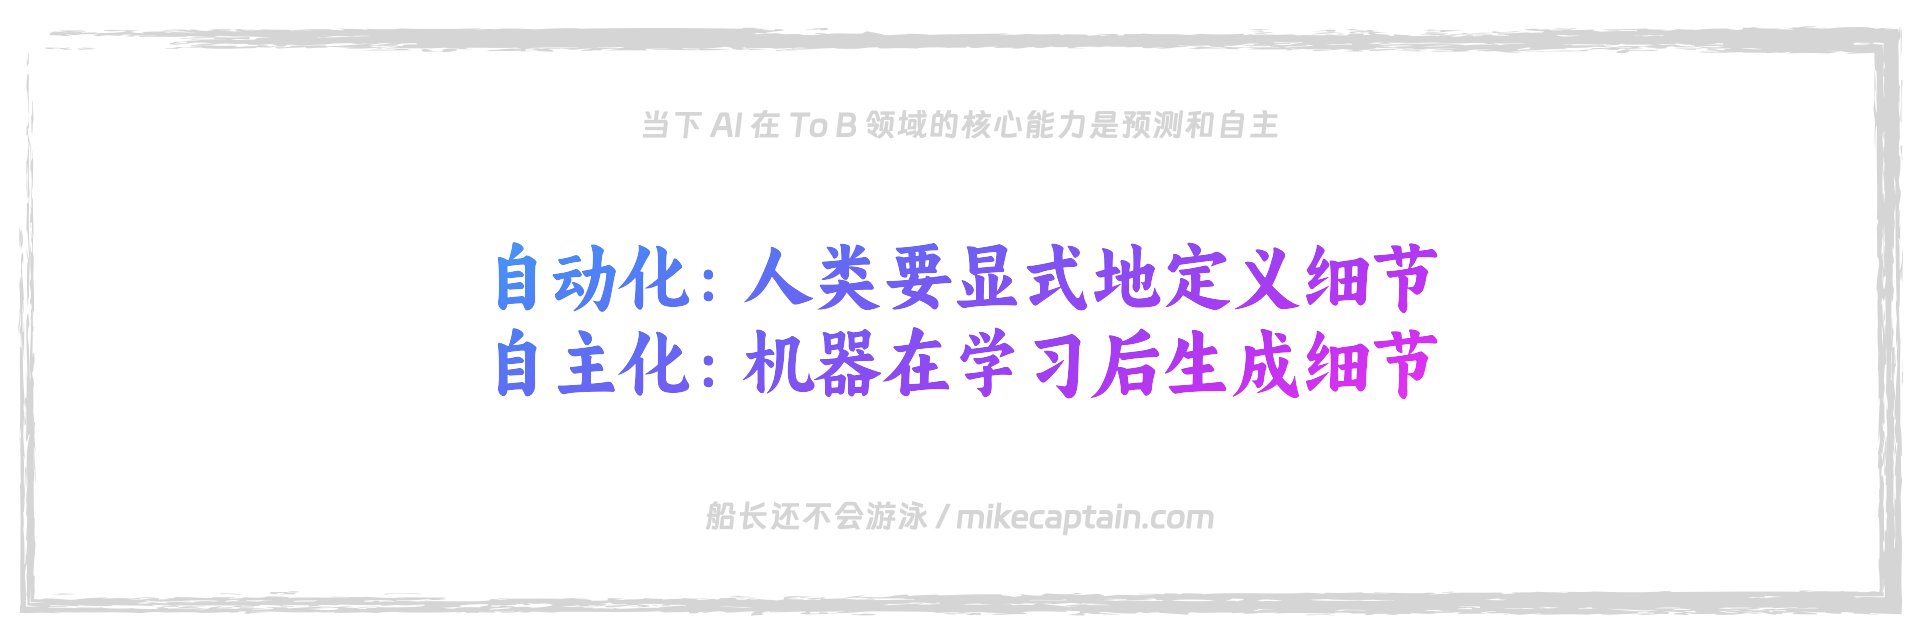 当下 AI 在 To B 领域的核心能力是预测和自主
自动化：人类要显式地定义细节
自主化：机器在学习后生成细节
船长还不会游泳 / mikecaptain.com